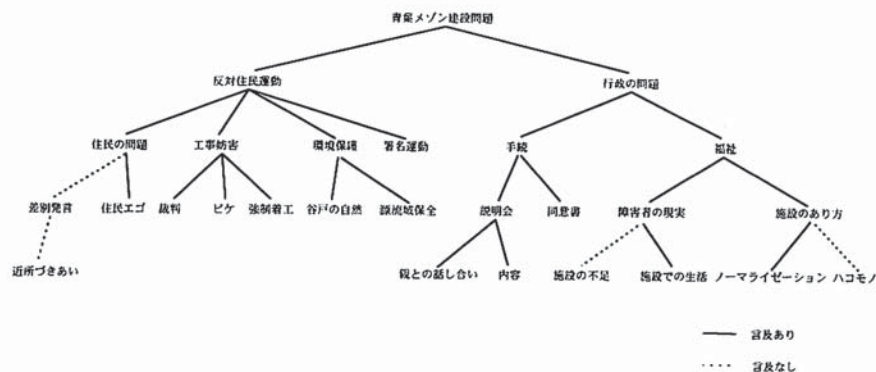 青葉メゾン建設問題
反対住民運動
行政の問題
住民の問題
工事妨害
環境保護
署名運動
手続
福祉
差別発言
住民エゴ
裁判
ピケ
強制着工
谷戸の自然
源流域保全
説明会
同意書
障害者の現実
施設のあり方
近所づきあい
親との話し合い
内容
施設の不足
施設での生活
ノーマライゼーション
ハコモノ
言及あり
言及なし